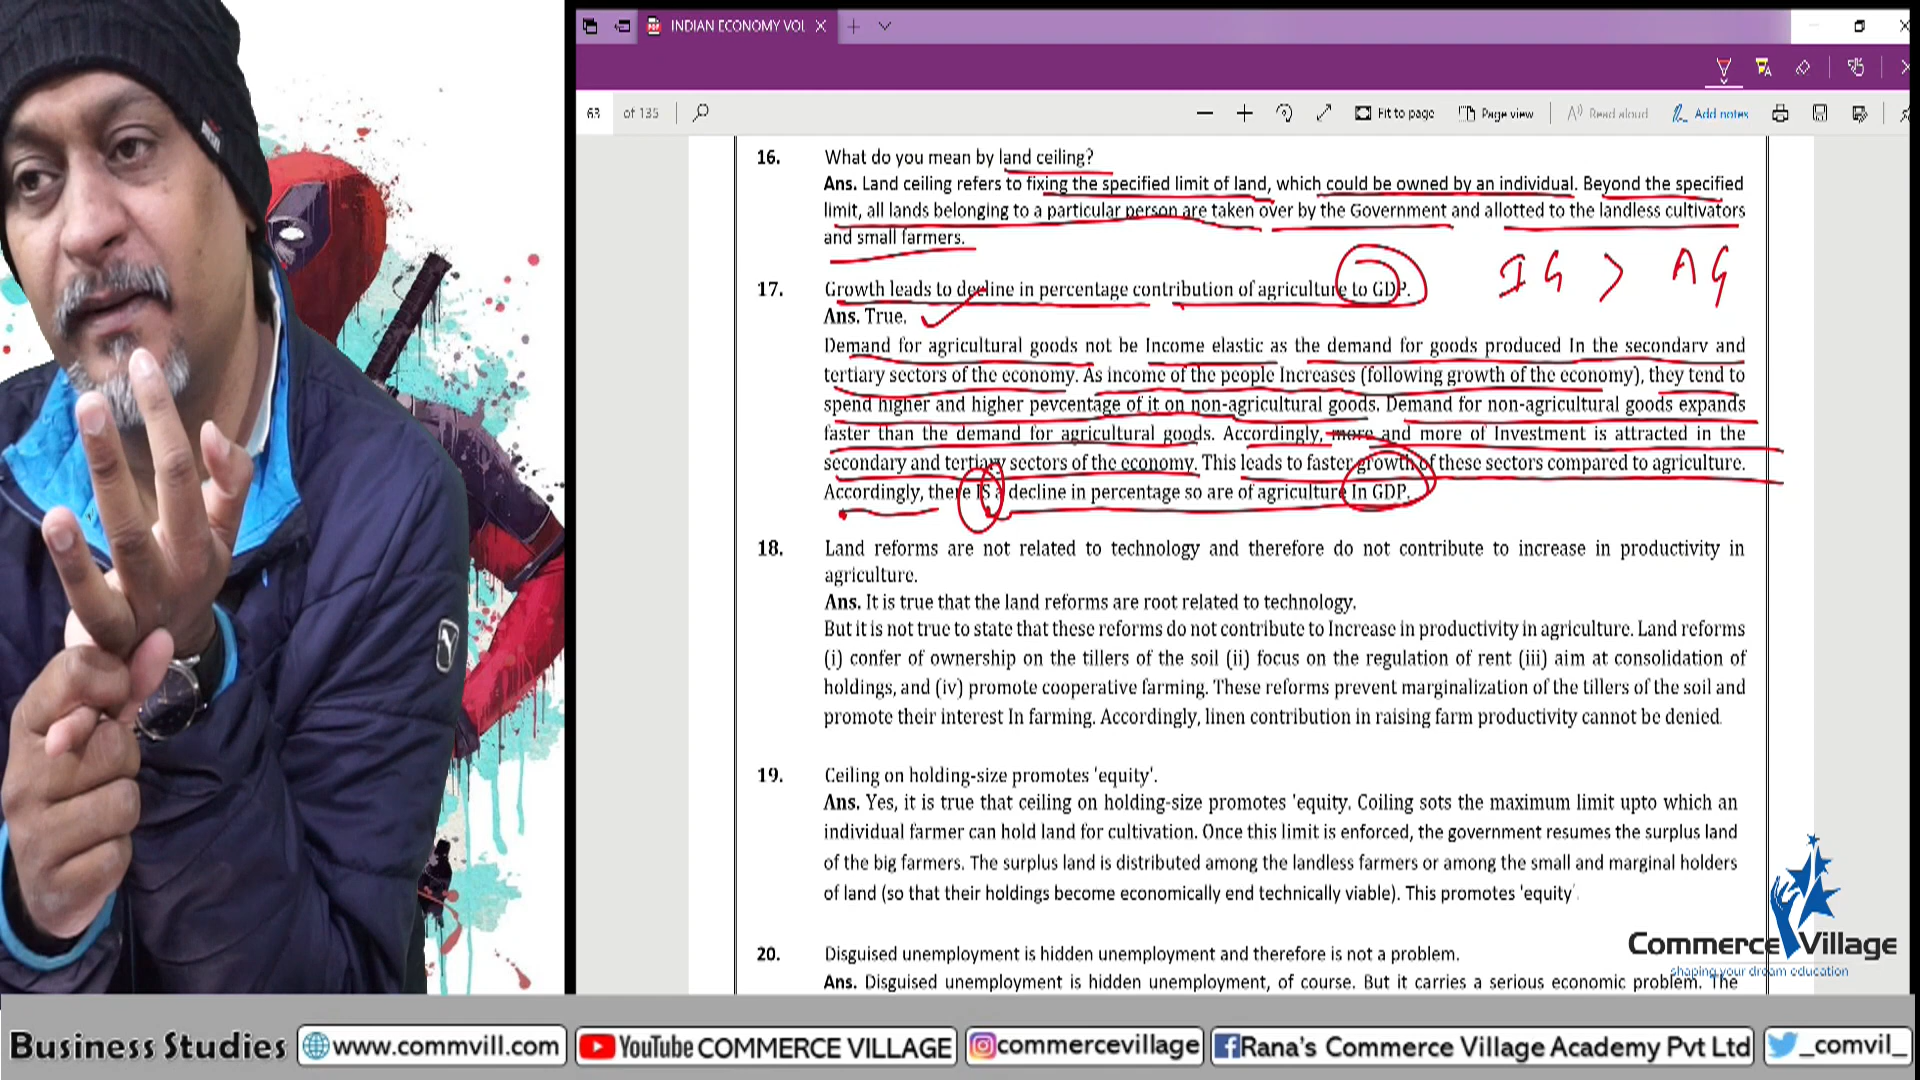 INDIAN ECONOMY VOL
63 of 135
Fit to page
Page view
Read aloud
Add notes
16. What do you mean by land ceiling?
Ans. Land ceiling refers to fixing the specified limit of land, which could be owned by an individual. Beyond the specified
limit, all lands belonging to a particular person are taken over by the Government and allotted to the landless cultivators
and small farmers.
IG > AG
17. Growth leads to decline in percentage contribution of agriculture to GDP.
Ans. True.
Demand for agricultural goods not be Income elastic as the demand for goods produced In the secondary and
tertiary sectors of the economy. As income of the people Increases (following growth of the economy), they tend to
spend higher and higher pevcentage of it on non-agricultural goods. Demand for non-agricultural goods expands
faster than the demand for agricultural goods. Accordingly, more and more of Investment is attracted in the
secondary and tertiary sectors of the economy. This leads to faster growth of these sectors compared to agriculture.
Accordingly, there IS a decline in percentage so are of agriculture In GDP.
18. Land reforms are not related to technology and therefore do not contribute to increase in productivity in
agriculture.
Ans. It is true that the land reforms are root related to technology.
But it is not true to state that these reforms do not contribute to Increase in productivity in agriculture. Land reforms
(i) confer of ownership on the tillers of the soil (ii) focus on the regulation of rent (iii) aim at consolidation of
holdings, and (iv) promote cooperative farming. These reforms prevent marginalization of the tillers of the soil and
promote their interest In farming. Accordingly, linen contribution in raising farm productivity cannot be denied.
19. Ceiling on holding-size promotes 'equity'.
Ans. Yes, it is true that ceiling on holding-size promotes 'equity. Coiling sots the maximum limit upto which an
individual farmer can hold land for cultivation. Once this limit is enforced, the government resumes the surplus land
of the big farmers. The surplus land is distributed among the landless farmers or among the small and marginal holders
of land (so that their holdings become economically end technically viable). This promotes 'equity'.
Commerce Village
shaping your dream education
20. Disguised unemployment is hidden unemployment and therefore is not a problem.
Ans. Disguised unemployment is hidden unemployment, of course. But it carries a serious economic problem. The
Business Studies www.commvill.com YouTube COMMERCE VILLAGE commercevillage Rana's Commerce Village Academy Pvt Ltd _comvil_